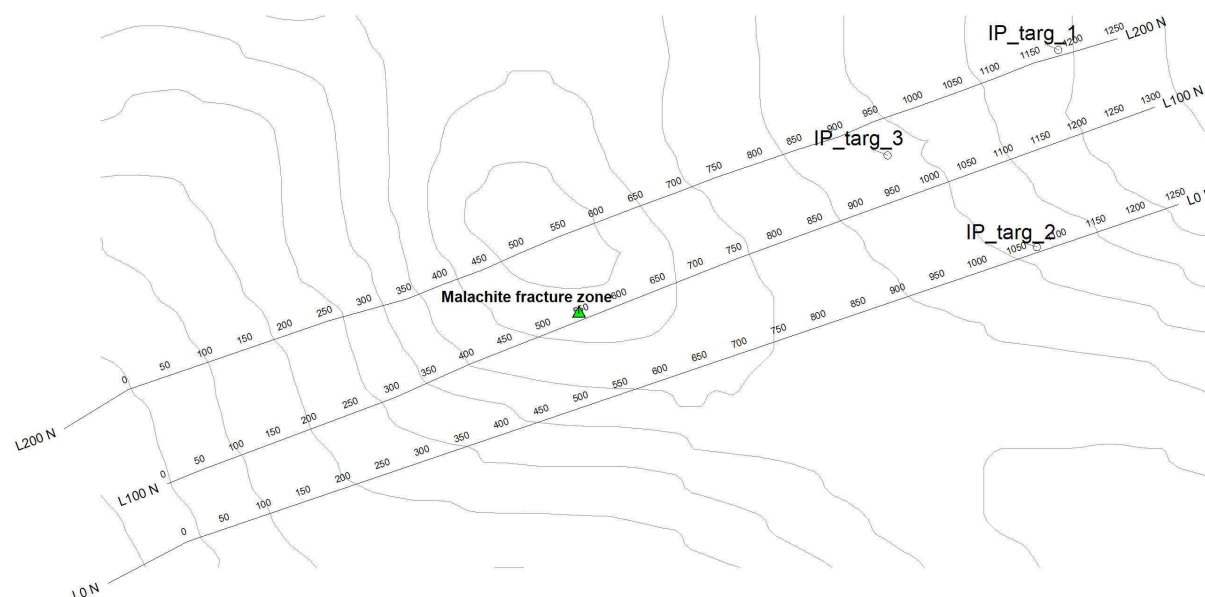 IP_targ_1
L200 N
0 50 100 150 200 250 300 350 400 450 500 550 600 650 700 750 800 850 900 950 1000 1050 1100 1150 1200 1250
L200 N
IP_targ_3
L100 N
0 50 100 150 200 250 300 350 400 450 500 550 600 650 700 750 800 850 900 950 1000 1050 1100 1150 1200 1250 1300
L100 N
Malachite fracture zone
IP_targ_2
L0 N
0 50 100 150 200 250 300 350 400 450 500 550 600 650 700 750 800 850 900 950 1000 1050 1100 1150 1200 1250
L0